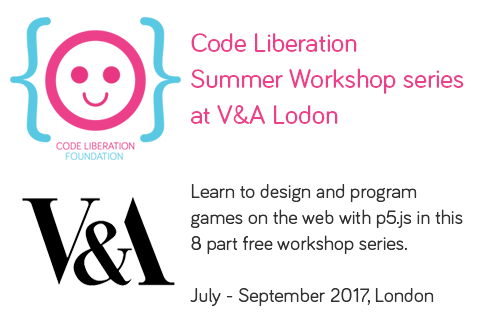 Code Liberation
Summer Workshop series
at V&A Lodon
CODE LIBERATION
FOUNDATION
V&A
Learn to design and program
games on the web with p5.js in this
8 part free workshop series.
July - September 2017, London